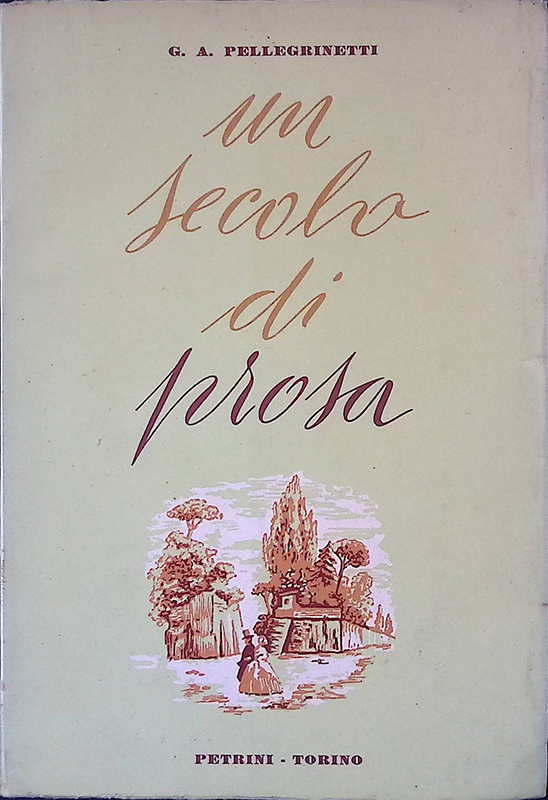 G. A. PELLEGRINETTI
un
secolo
di
prosa
PETRINI - TORINO